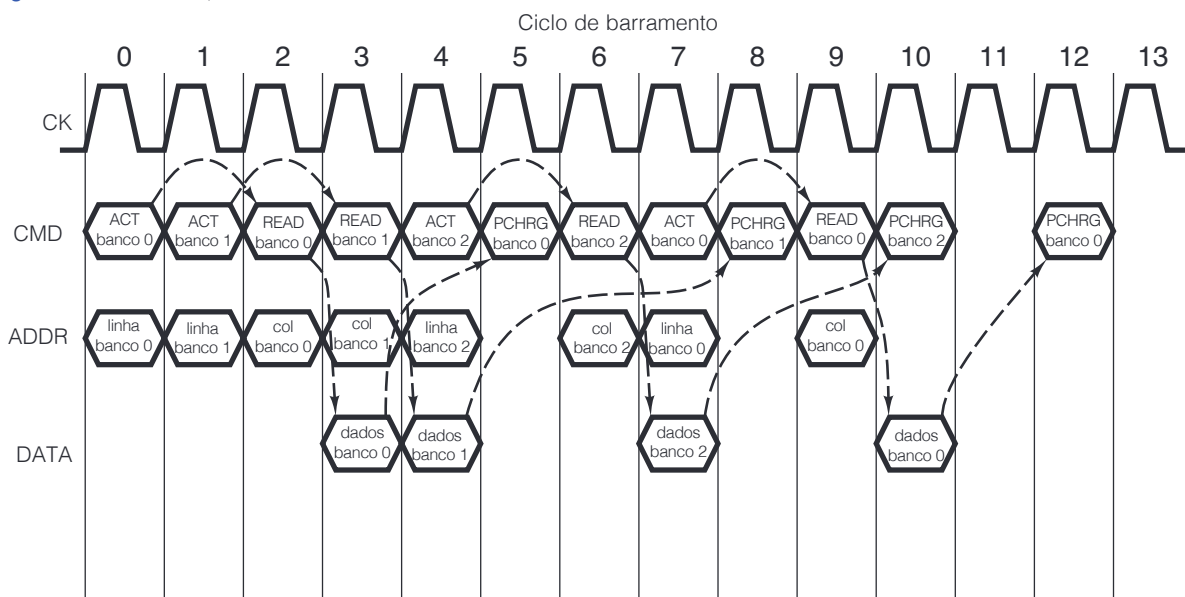 Ciclo de barramento
0 1 2 3 4 5 6 7 8 9 10 11 12 13
CK
CMD
ACT
banco 0
ACT
banco 1
READ
banco 0
READ
banco 1
ACT
banco 2
PCHRG
banco 0
READ
banco 2
ACT
banco 0
PCHRG
banco 1
READ
banco 0
PCHRG
banco 2
PCHRG
banco 0
ADDR
linha
banco 0
linha
banco 1
col
banco 0
col
banco 1
linha
banco 2
col
banco 2
linha
banco 0
col
banco 0
DATA
dados
banco 0
dados
banco 1
dados
banco 2
dados
banco 0